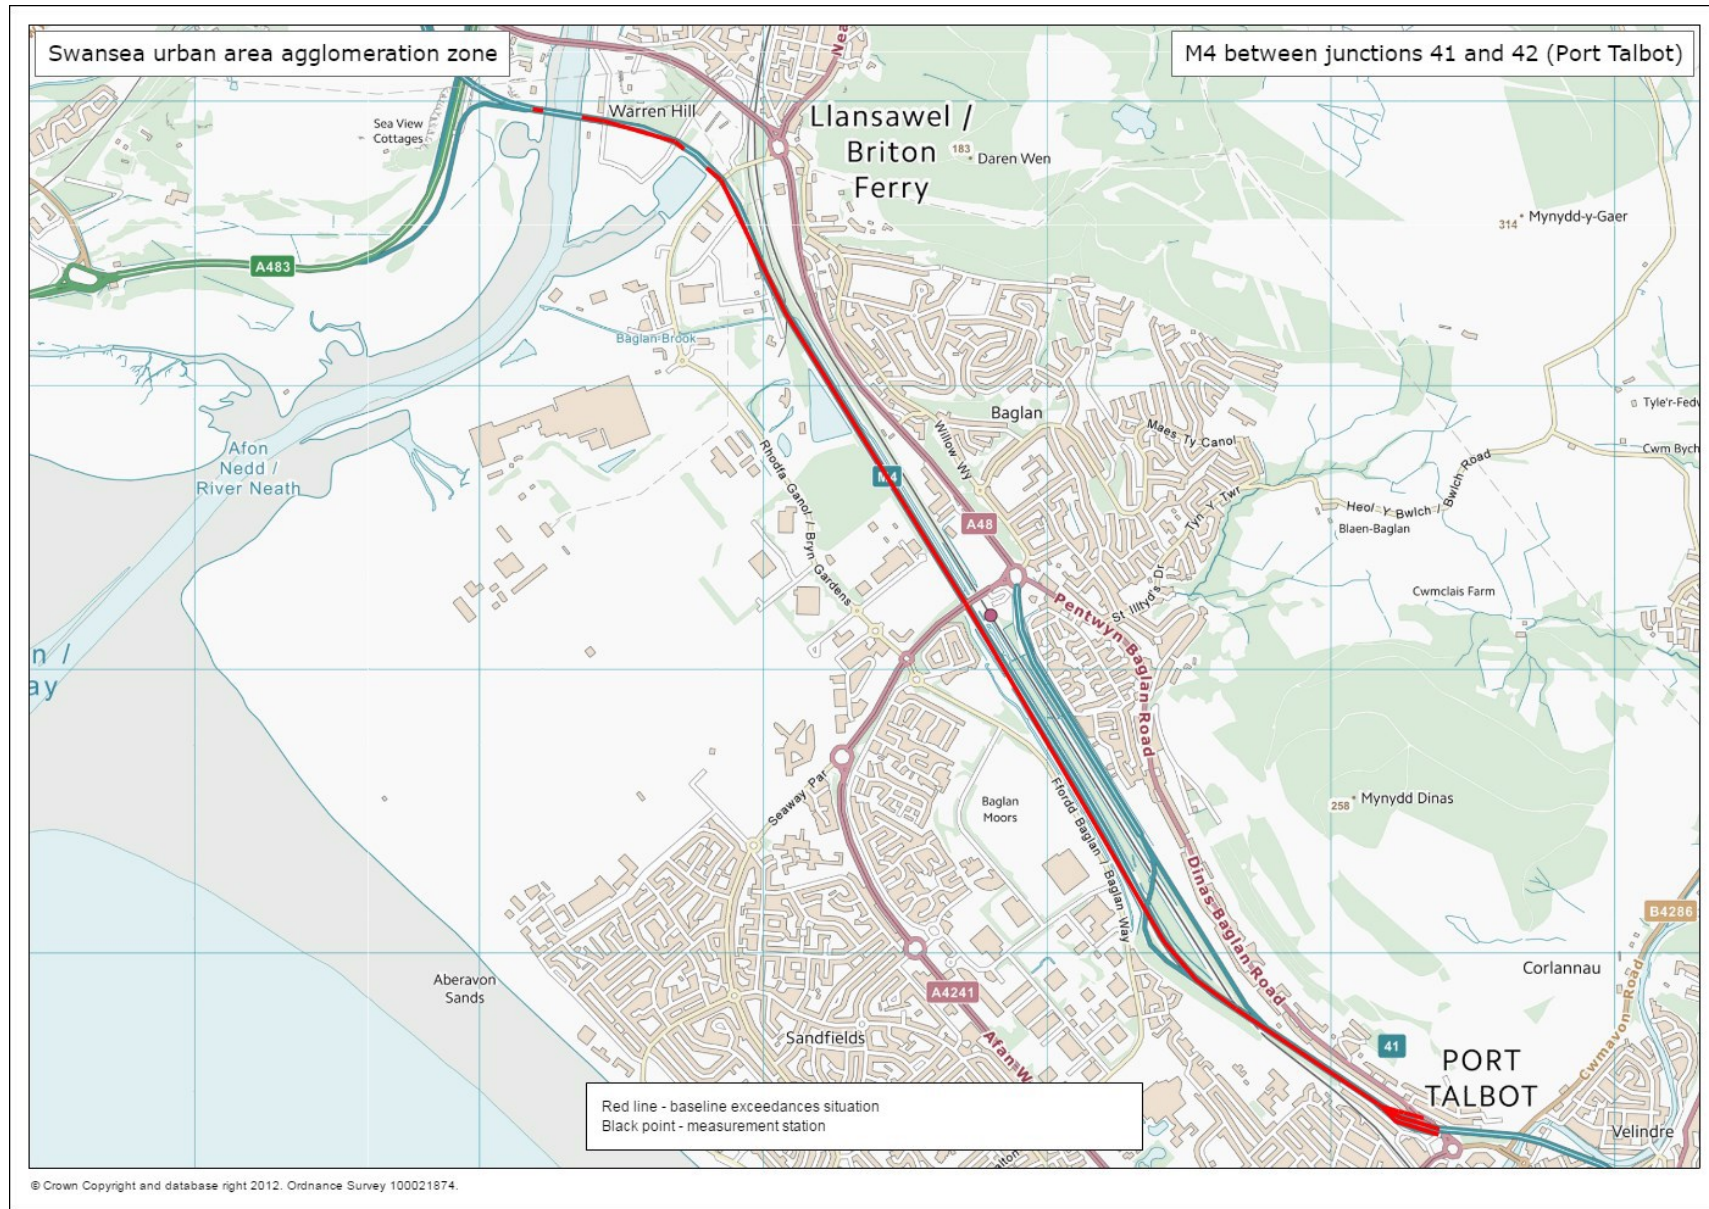 Swansea urban area agglomeration zone
M4 between junctions 41 and 42 (Port Talbot)
Sea View
Cottages
Warren Hill
Llansawel /
Briton
Ferry
183
Daren Wen
314
Mynydd-y-Gaer
A483
Baglan Brook
Baglan
Willow Wy
Maes Ty Canol
Tyle'r-Fedw
Cwm Bych
Afon
Nedd /
River Neath
M4
Rhodfa Ganol / Bryn Gardens
A48
Tyn Y Twr
Heol Y Bwlch / Bwlch Road
Blaen-Baglan
St Illtyd's Dr
Cwmclais Farm
Pentwyn Baglan Road
n /
ay
Seaway Par
Baglan
Moors
Ffordd Baglan / Baglan Way
258
Mynydd Dinas
Dinas Baglan Road
B4286
Corlannau
Cwmavon Road
Aberavon
Sands
A4241
Sandfields
Afan W
41
PORT
TALBOT
Velindre
alton
Red line - baseline exceedances situation
Black point - measurement station
© Crown Copyright and database right 2012. Ordnance Survey 100021874.